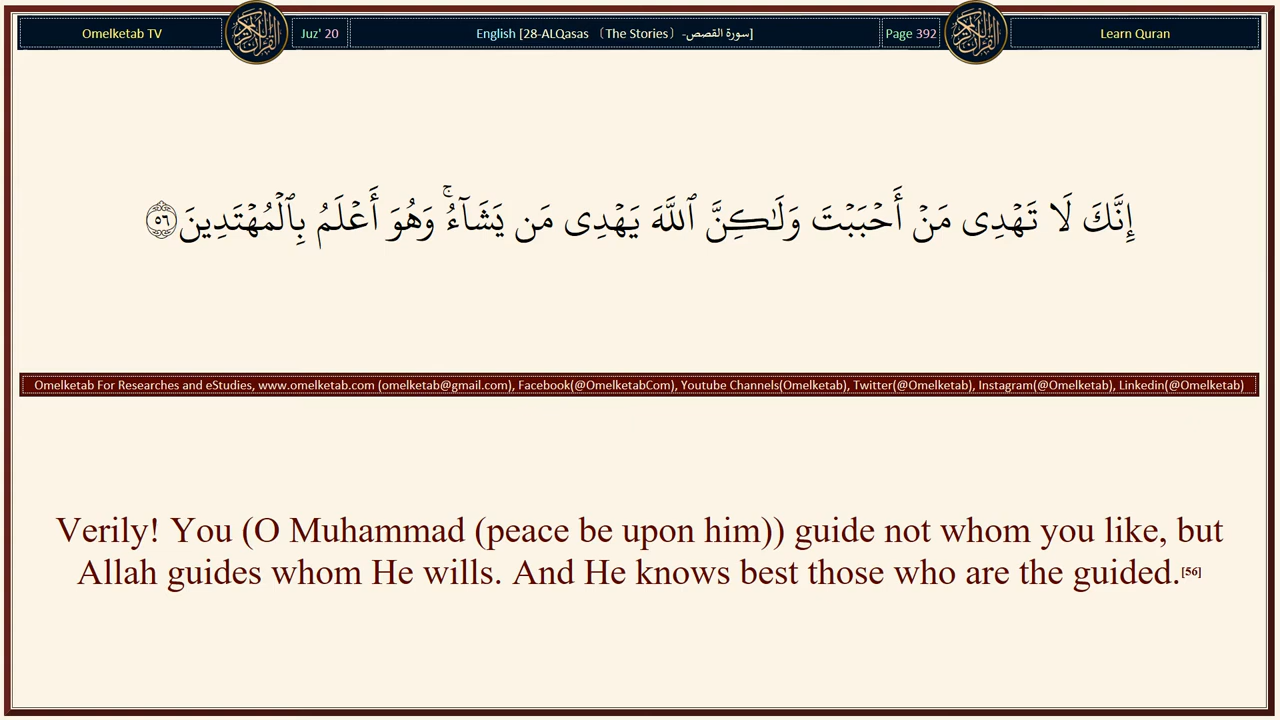 Omelketab TV
Juz' 20
English [28-ALQasas 〔The Stories〕 -سورة القصص]
Page 392
Learn Quran
إِنَّكَ لَا تَهۡدِى مَنۡ أَحۡبَبۡتَ وَلَـٰكِنَّ ٱللَّهَ يَهۡدِى مَن يَشَآءُۚ وَهُوَ أَعۡلَمُ بِٱلۡمُهۡتَدِينَ ٥٦
Omelketab For Researches and eStudies, www.omelketab.com (omelketab@gmail.com), Facebook(@OmelketabCom), Youtube Channels(Omelketab), Twitter(@Omelketab), Instagram(@Omelketab), Linkedin(@Omelketab)
Verily! You (O Muhammad (peace be upon him)) guide not whom you like, but
Allah guides whom He wills. And He knows best those who are the guided.[56]